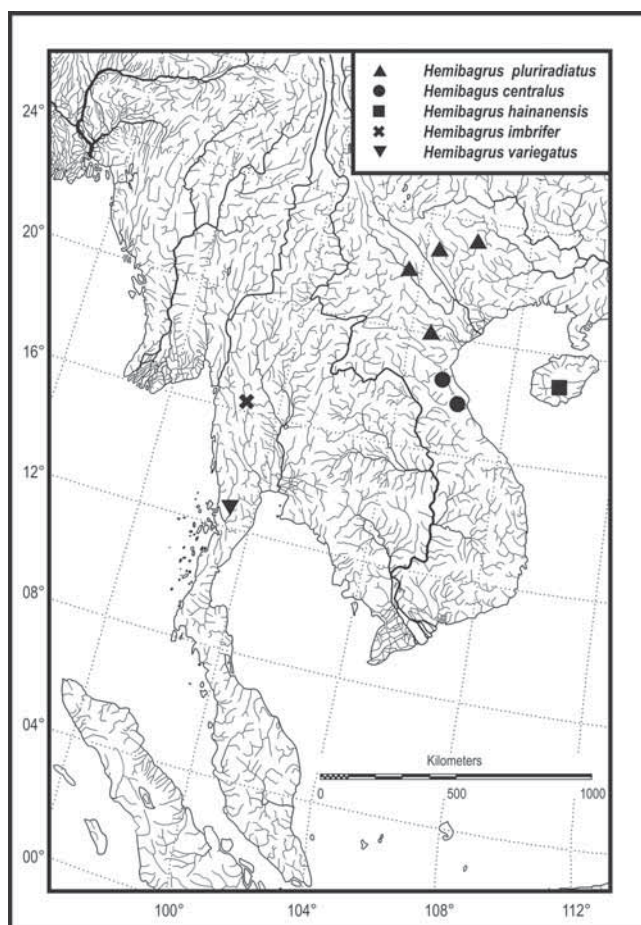 Hemibagrus pluriradiatus
Hemibagus centralus
Hemibagrus hainanensis
Hemibagrus imbrifer
Hemibagrus variegatus
24°
20°
16°
12°
08°
04°
00°
Kilometers
0 500 1000
100° 104° 108° 112°